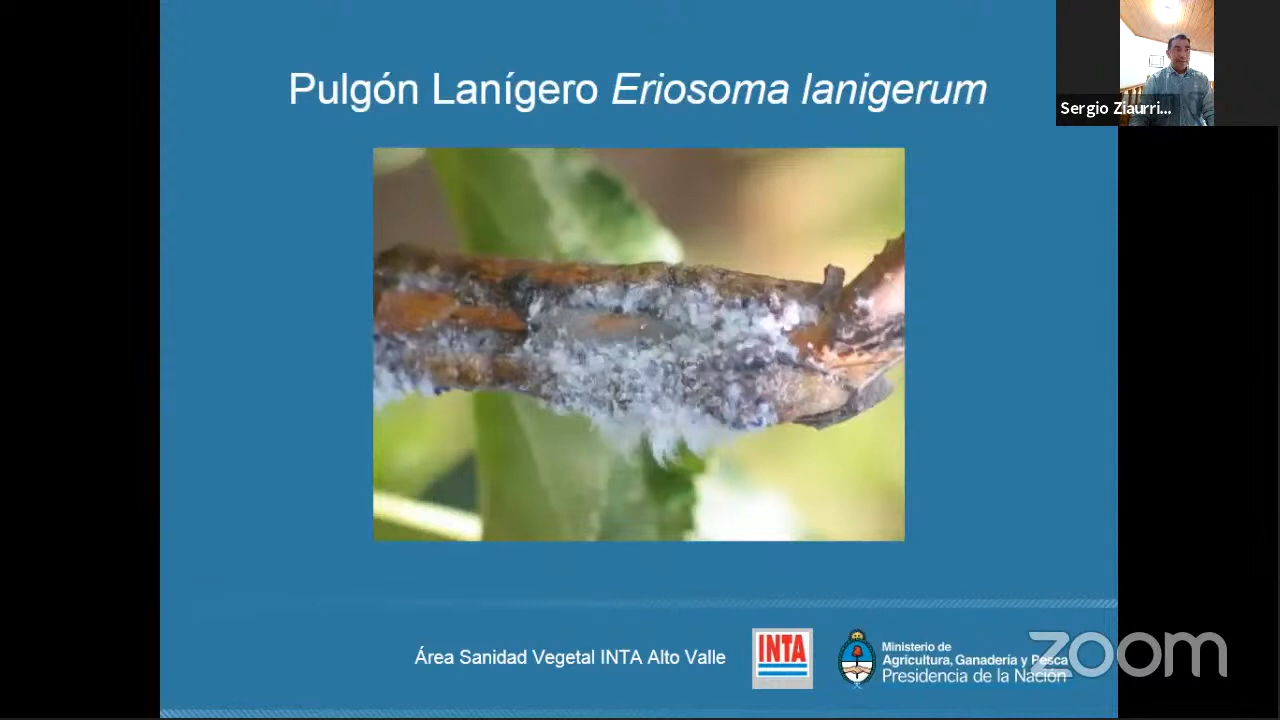 Pulgón Lanígero Eriosoma lanigerum
Sergio Ziaurri...
Área Sanidad Vegetal INTA Alto Valle
INTA
Ministerio de
Agricultura, Ganadería y Pesca
Presidencia de la Nación
zoom